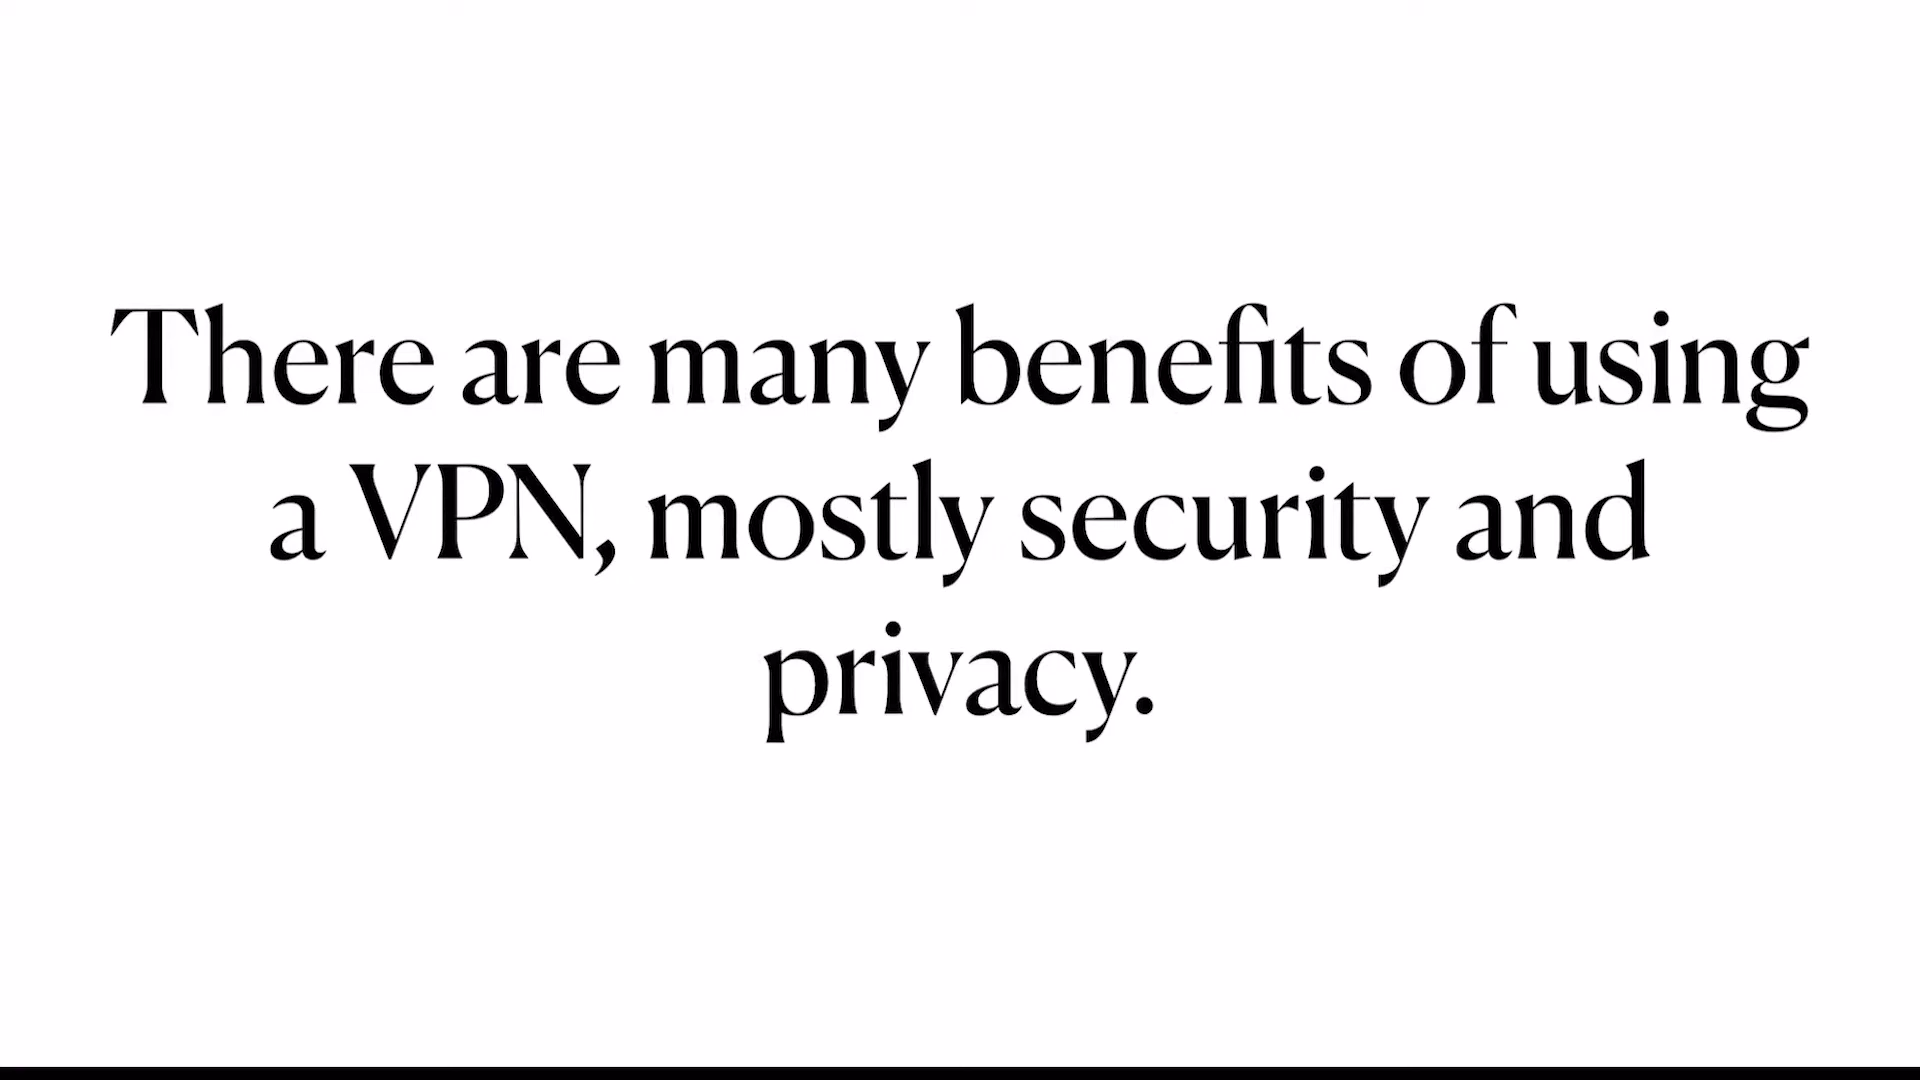 There are many benefits of using
a VPN, mostly security and
privacy.